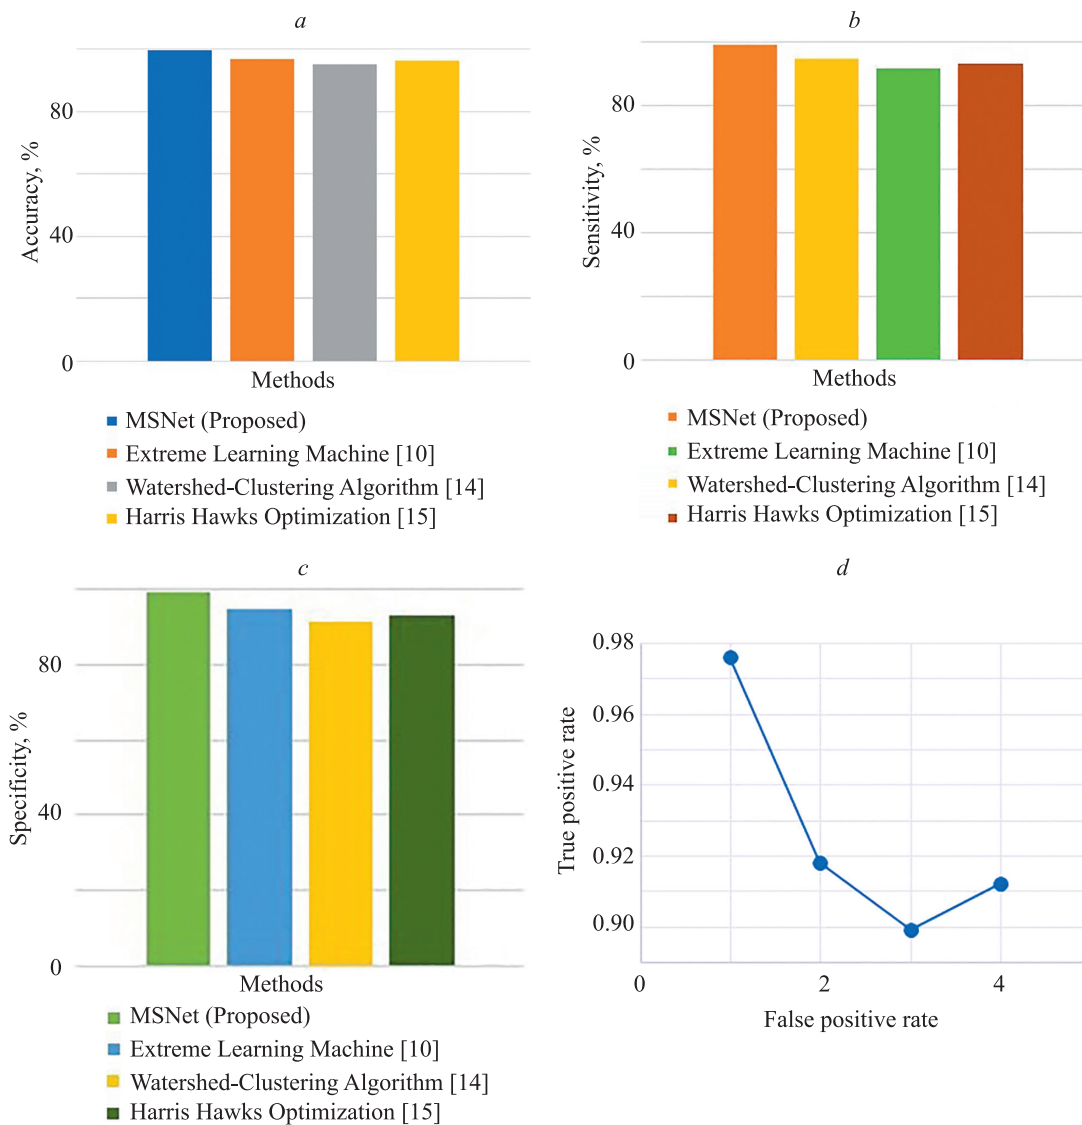 a
80
40
0
Accuracy, %
Methods
MSNet (Proposed)
Extreme Learning Machine [10]
Watershed-Clustering Algorithm [14]
Harris Hawks Optimization [15]
b
80
40
0
Sensitivity, %
Methods
MSNet (Proposed)
Extreme Learning Machine [10]
Watershed-Clustering Algorithm [14]
Harris Hawks Optimization [15]
c
80
40
0
Specificity, %
Methods
MSNet (Proposed)
Extreme Learning Machine [10]
Watershed-Clustering Algorithm [14]
Harris Hawks Optimization [15]
d
0.98
0.96
0.94
0.92
0.90
True positive rate
0 2 4
False positive rate